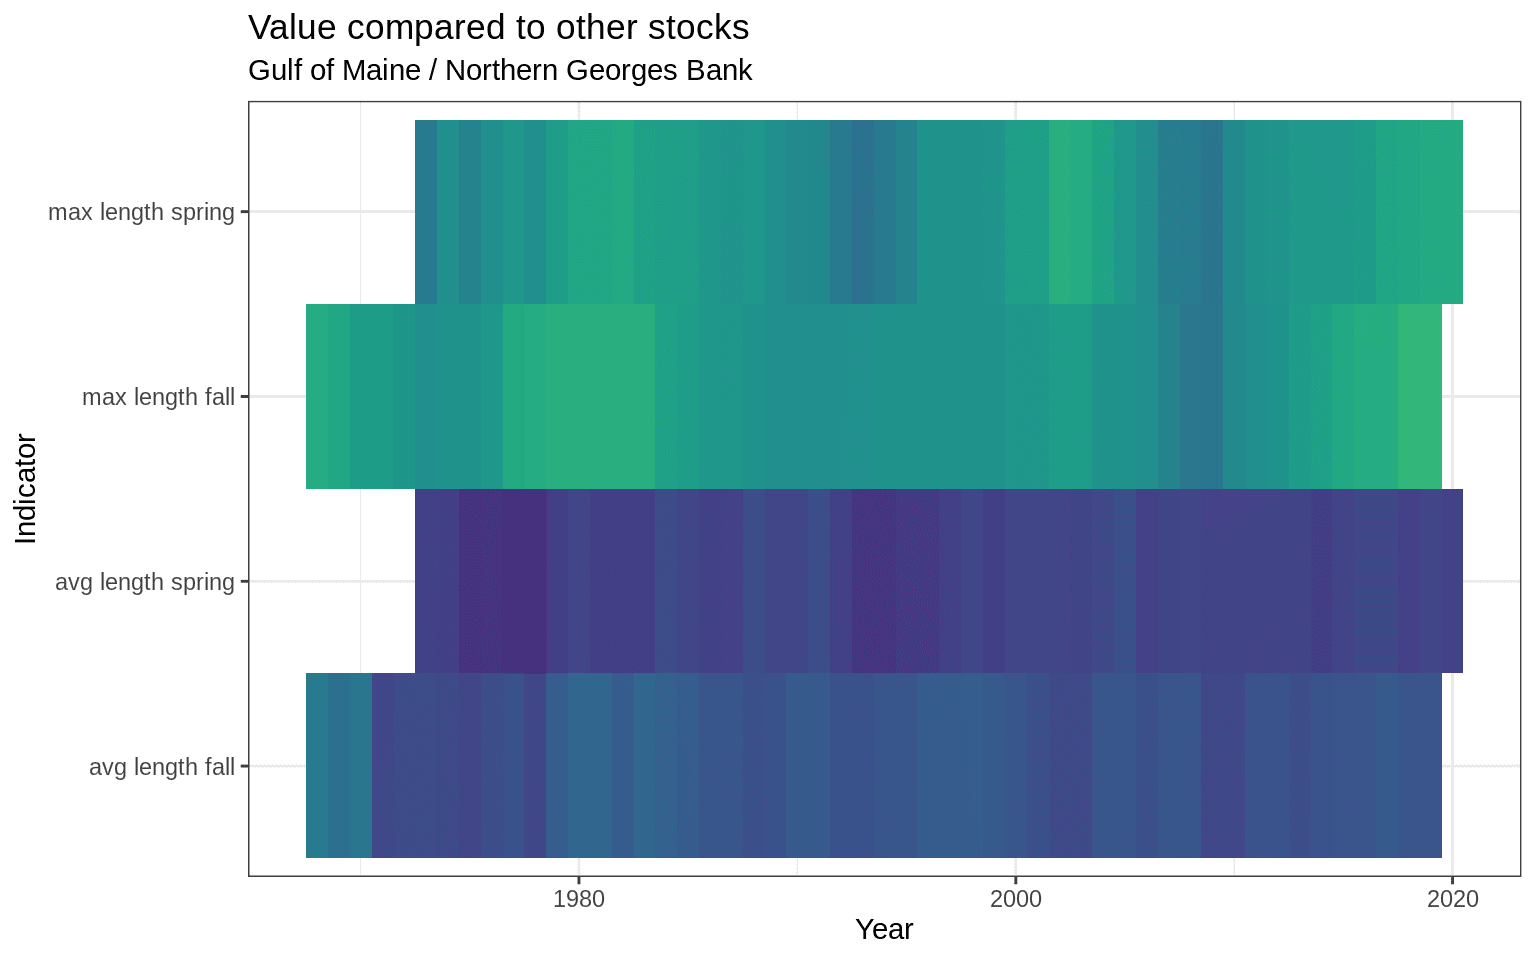 Value compared to other stocks
Gulf of Maine / Northern Georges Bank
max length spring
max length fall
avg length spring
avg length fall
Indicator
1980
2000
2020
Year